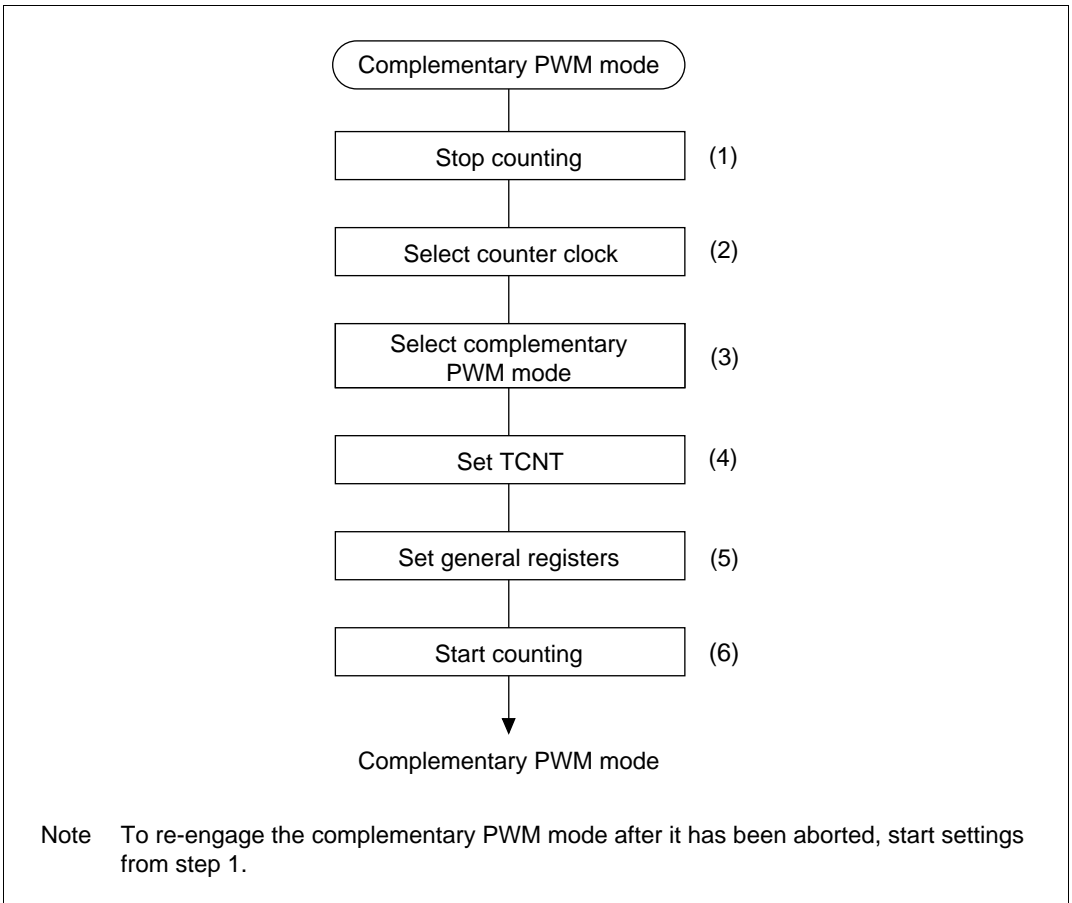 Complementary PWM mode
Stop counting (1)
Select counter clock (2)
Select complementary
PWM mode (3)
Set TCNT (4)
Set general registers (5)
Start counting (6)
Complementary PWM mode
Note To re-engage the complementary PWM mode after it has been aborted, start settings
from step 1.